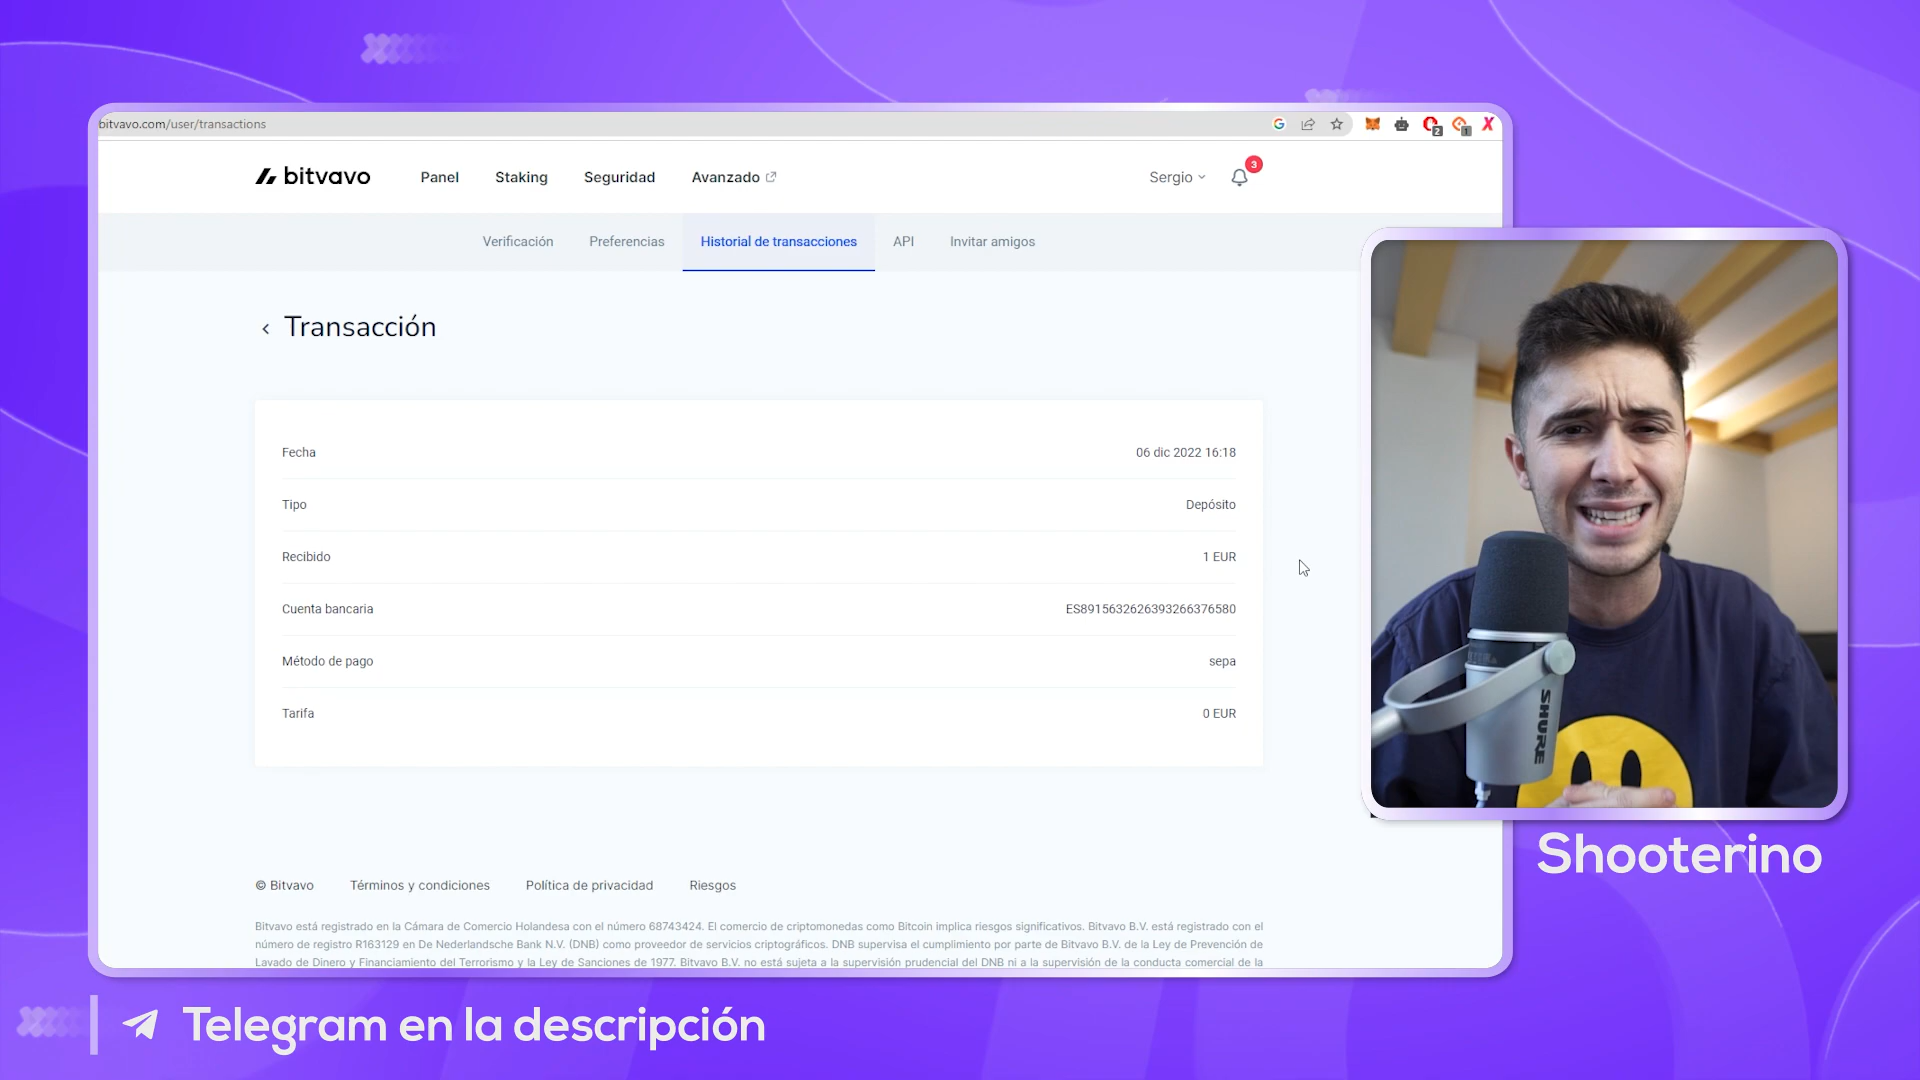 bitvavo.com/user/transactions
2
1
X
bitvavo
Panel
Staking
Seguridad
Avanzado
Sergio
3
Verificación
Preferencias
Historial de transacciones
API
Invitar amigos
Transacción
Fecha
06 dic 2022 16:18
Tipo
Depósito
Recibido
1 EUR
Cuenta bancaria
ES8915632626393266376580
Método de pago
sepa
Tarifa
0 EUR
SHURE
Shooterino
© Bitvavo
Términos y condiciones
Política de privacidad
Riesgos
Bitvavo está registrado en la Cámara de Comercio Holandesa con el número 68743424. El comercio de criptomonedas como Bitcoin implica riesgos significativos. Bitvavo B.V. está registrado con el
número de registro R163129 en De Nederlandsche Bank N.V. (DNB) como proveedor de servicios criptográficos. DNB supervisa el cumplimiento por parte de Bitvavo B.V. de la Ley de Prevención de
Lavado de Dinero y Financiamiento del Terrorismo y la Ley de Sanciones de 1977. Bitvavo B.V. no está sujeta a la supervisión prudencial del DNB ni a la supervisión de la conducta comercial de la
Telegram en la descripción